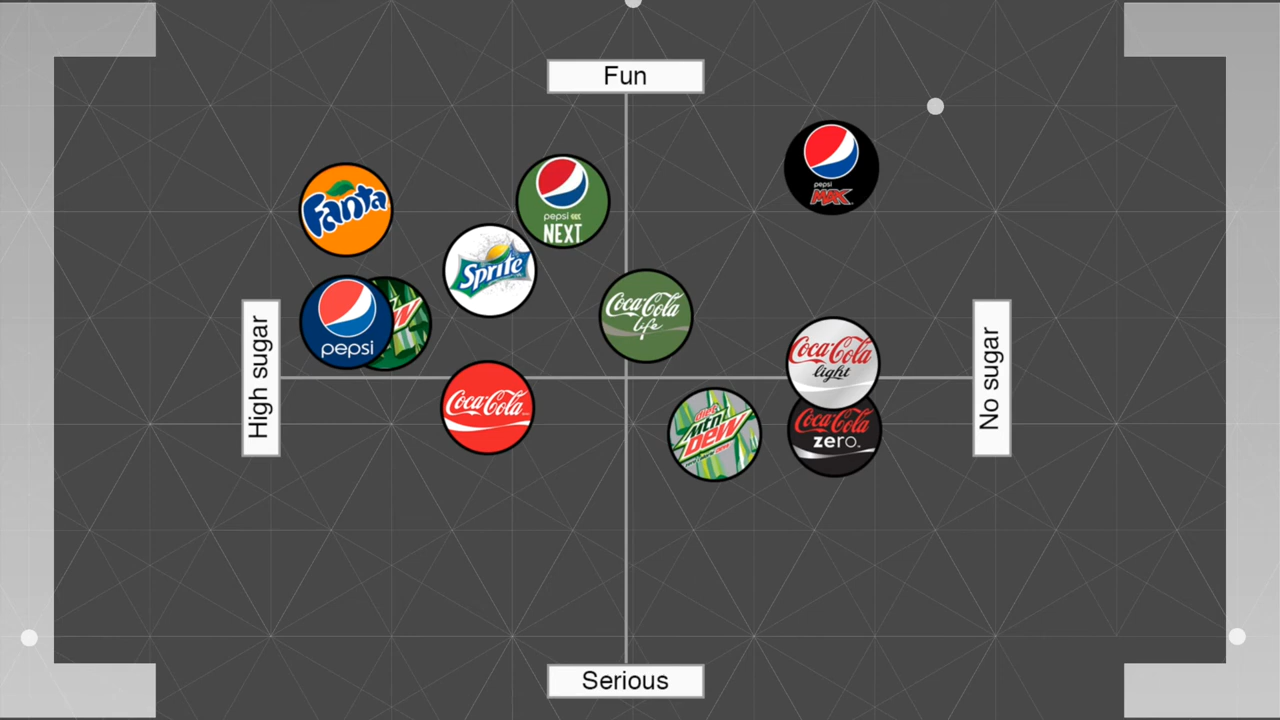 Fun
pepsi
MAX
Fanta
pepsi
NEXT
Sprite
Coca-Cola
life
High sugar
pepsi
W
Coca-Cola
light
No sugar
Coca-Cola
diet
Mtn
DEW
Coca-Cola
zero.
Serious